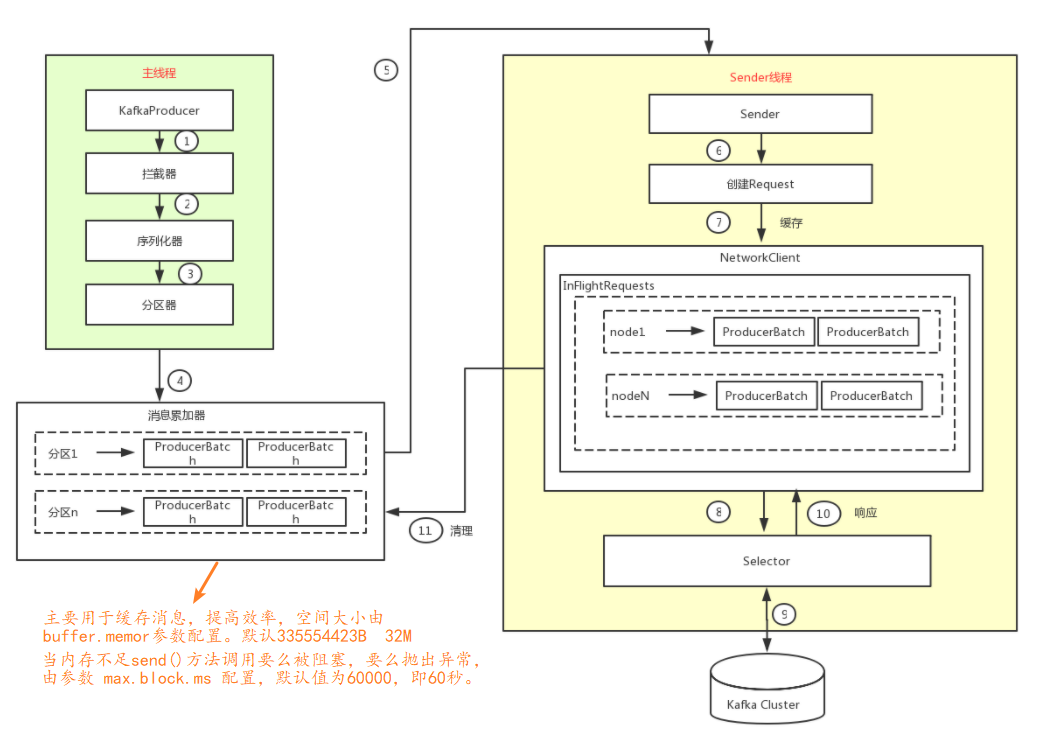 主线程
KafkaProducer
1
拦截器
2
序列化器
3
分区器
4
消息累加器
分区1
ProducerBatc
h
ProducerBatc
h
分区n
ProducerBatc
h
ProducerBatc
h
主要用于缓存消息，提高效率，空间大小由
buffer.memor参数配置。默认335554423B 32M
当内存不足send()方法调用要么被阻塞，要么抛出异常，
由参数 max.block.ms 配置，默认值为60000，即60秒。
5
Sender线程
Sender
6
创建Request
7
缓存
NetworkClient
InFlightRequests
node1
ProducerBatch
ProducerBatch
nodeN
ProducerBatch
ProducerBatch
8
10
响应
11
清理
Selector
9
Kafka Cluster